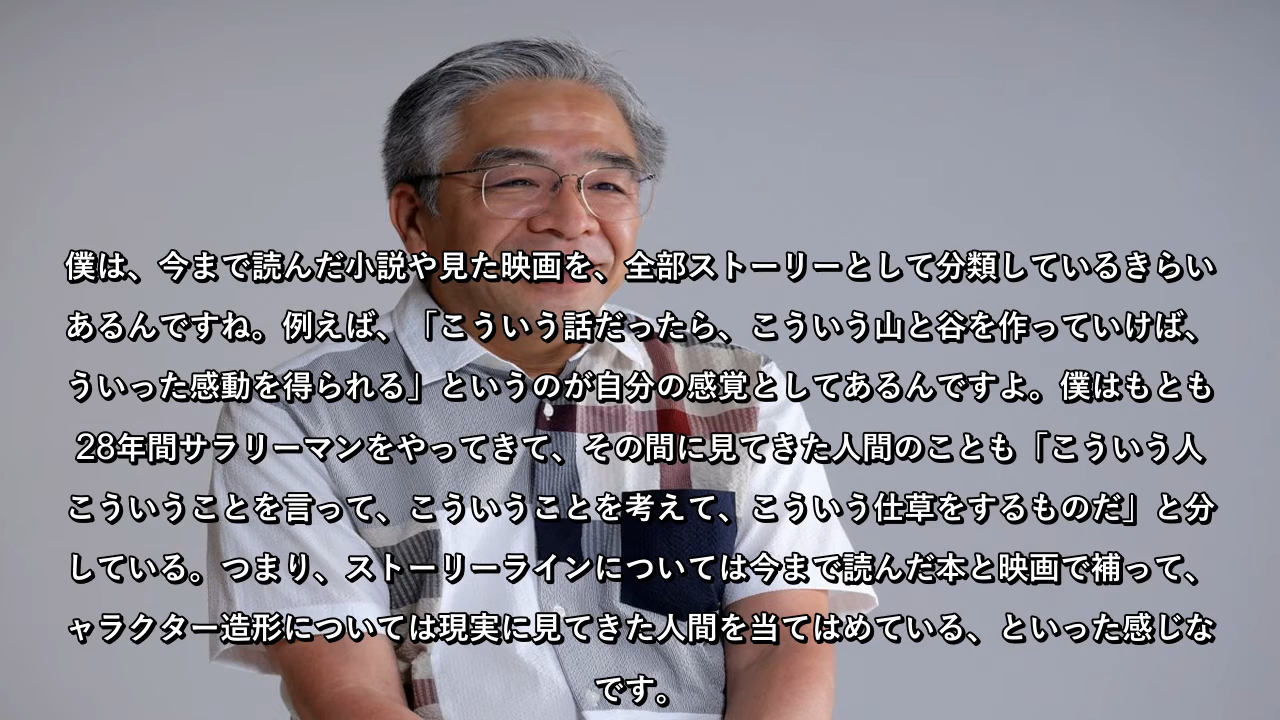 僕は、今まで読んだ小説や見た映画を、全部ストーリーとして分類しているきらい
あるんですね。例えば、「こういう話だったら、こういう山と谷を作っていけば、
ういった感動を得られる」というのが自分の感覚としてあるんですよ。僕はもとも
28年間サラリーマンをやってきて、その間に見てきた人間のことも「こういう人
こういうことを言って、こういうことを考えて、こういう仕草をするものだ」と分
している。つまり、ストーリーラインについては今まで読んだ本と映画で補って、
ャラクター造形については現実に見てきた人間を当てはめている、といった感じな
です。